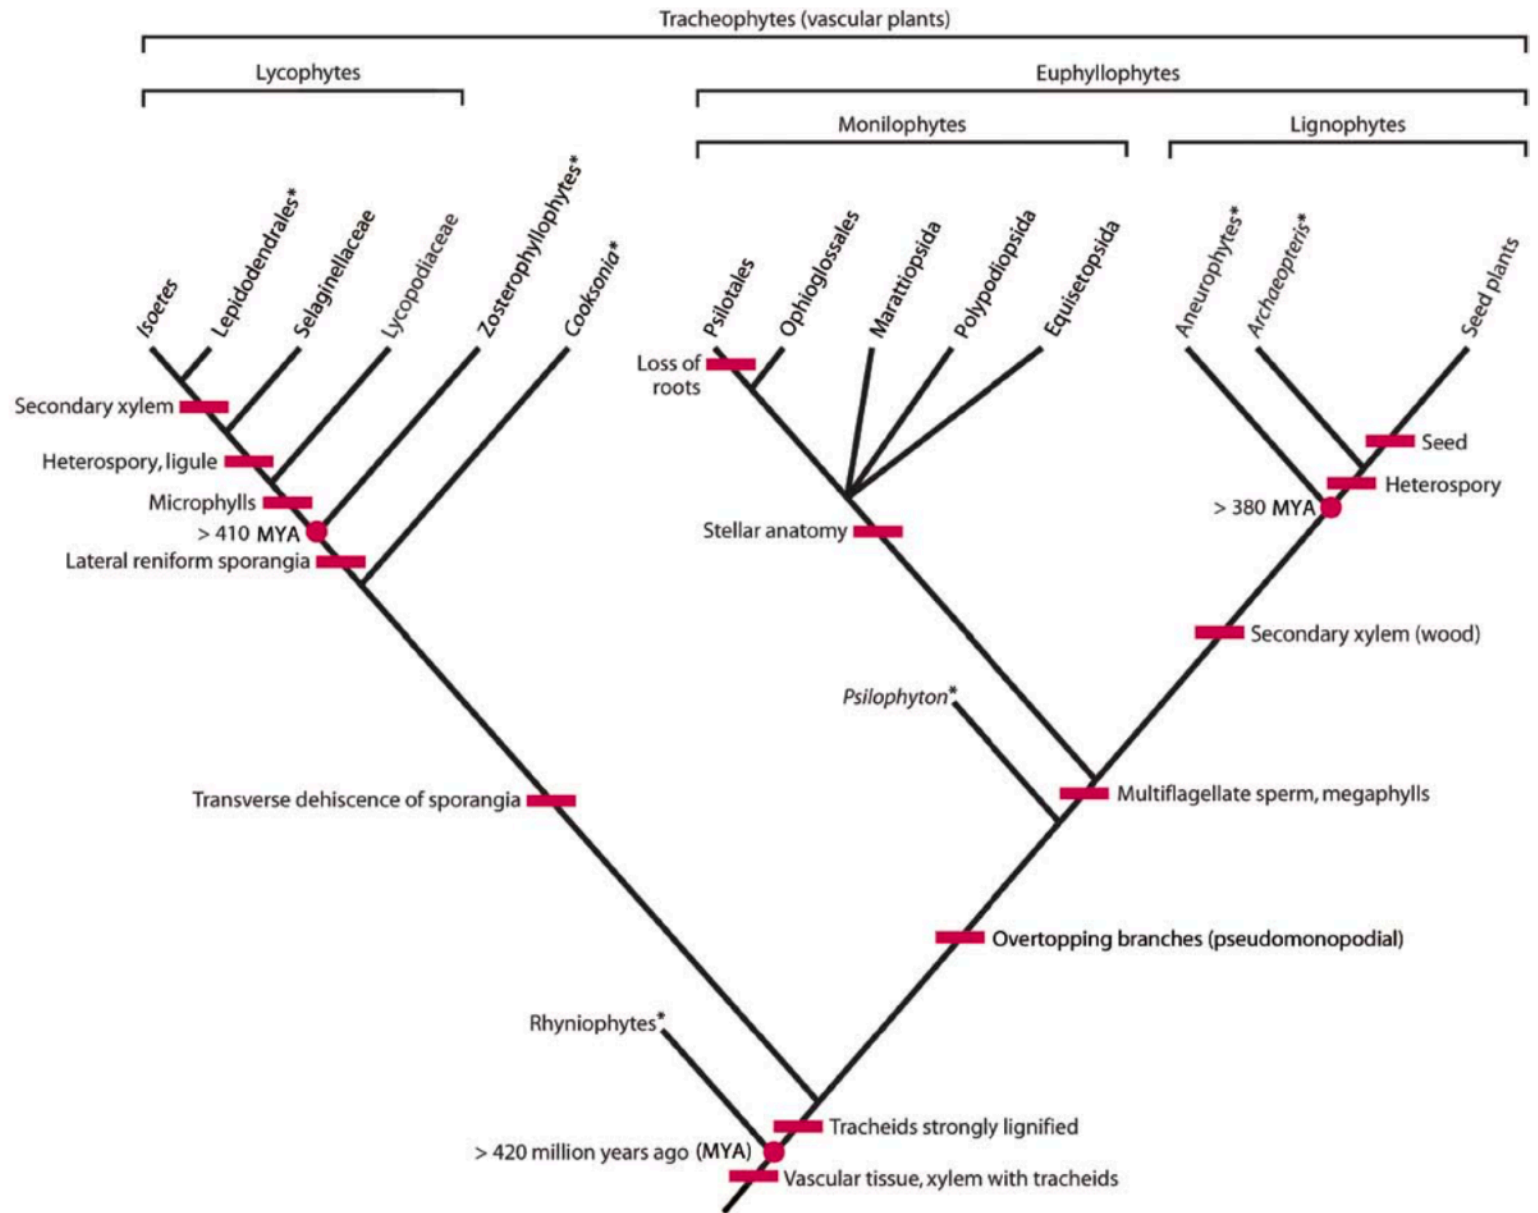 Tracheophytes (vascular plants)
Lycophytes
Euphyllophytes
Monilophytes
Lignophytes
Isoetes
Lepidodendrales*
Selaginellaceae
Lycopodiaceae
Zosterophyllophytes*
Cooksonia*
Psilotales
Ophioglossales
Marattiopsida
Polypodiopsida
Equisetopsida
Aneurophytes*
Archaeopteris*
Seed plants
Loss of
roots
Secondary xylem
Seed
Heterospory, ligule
Heterospory
Microphylls
> 380 MYA
> 410 MYA
Stellar anatomy
Lateral reniform sporangia
Secondary xylem (wood)
Psilophyton*
Transverse dehiscence of sporangia
Multiflagellate sperm, megaphylls
Overtopping branches (pseudomonopodial)
Rhyniophytes*
Tracheids strongly lignified
> 420 million years ago (MYA)
Vascular tissue, xylem with tracheids